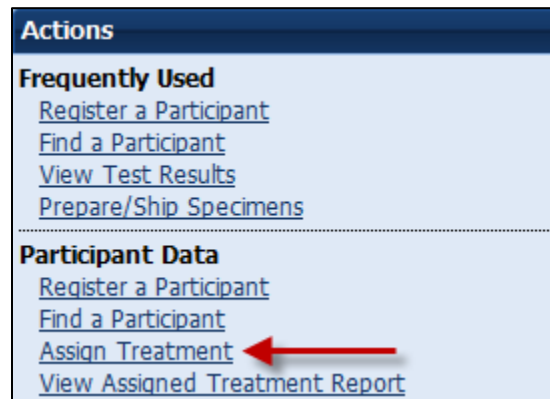 Actions
Frequently Used
Register a Participant
Find a Participant
View Test Results
Prepare/Ship Specimens
Participant Data
Register a Participant
Find a Participant
Assign Treatment
View Assigned Treatment Report